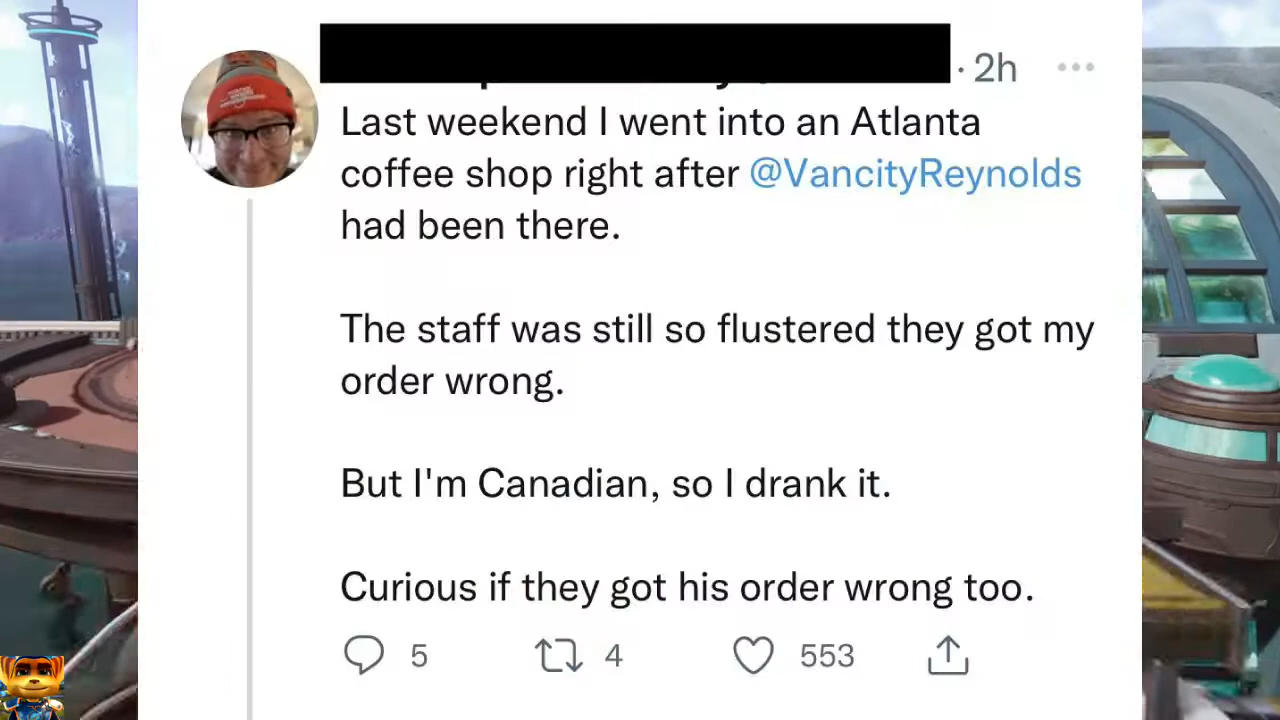 · 2h
Last weekend I went into an Atlanta
coffee shop right after @VancityReynolds
had been there.
The staff was still so flustered they got my
order wrong.
But I'm Canadian, so I drank it.
Curious if they got his order wrong too.
5 4 553